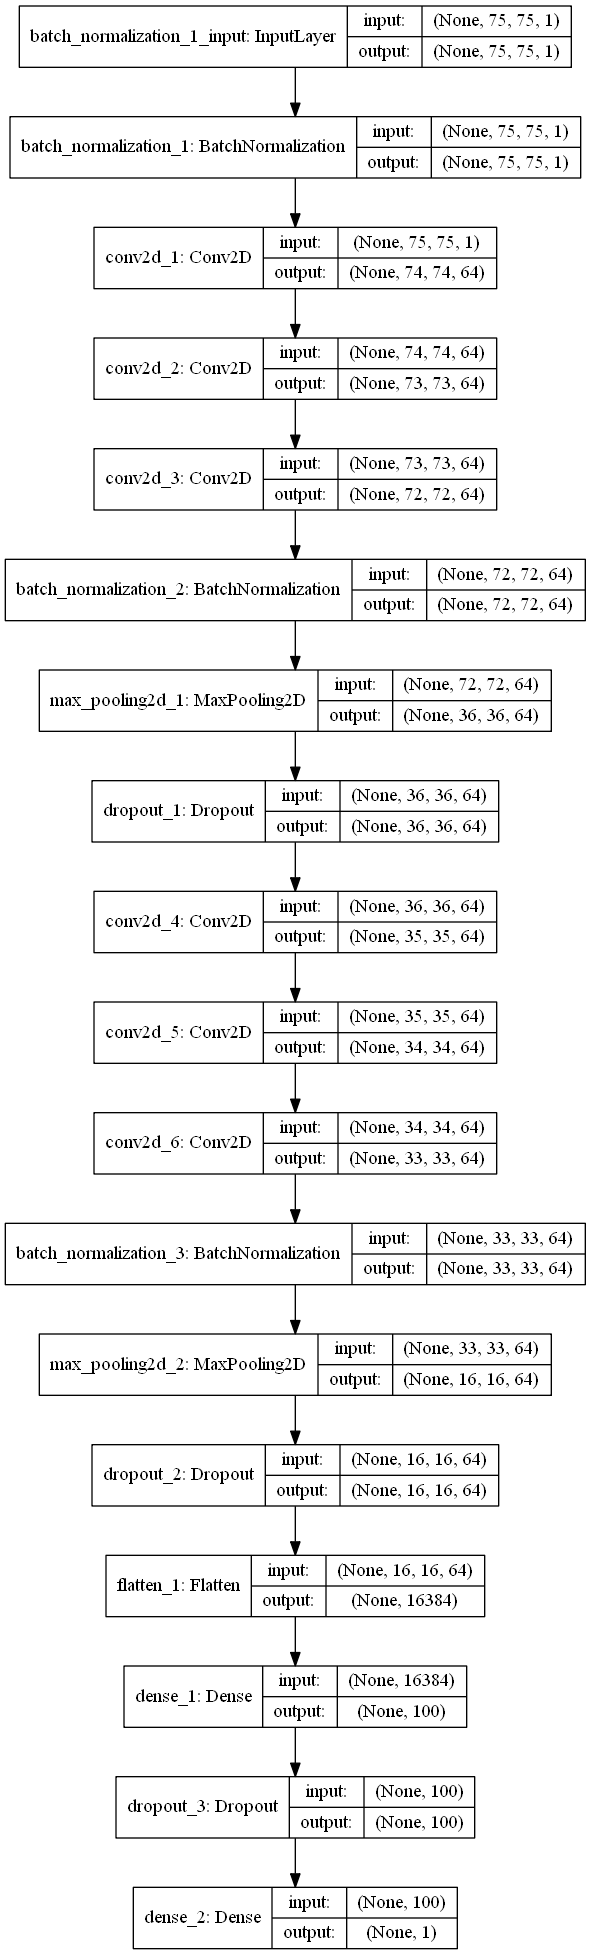 batch_normalization_1_input: InputLayer
input: (None, 75, 75, 1)
output: (None, 75, 75, 1)
batch_normalization_1: BatchNormalization
input: (None, 75, 75, 1)
output: (None, 75, 75, 1)
conv2d_1: Conv2D
input: (None, 75, 75, 1)
output: (None, 74, 74, 64)
conv2d_2: Conv2D
input: (None, 74, 74, 64)
output: (None, 73, 73, 64)
conv2d_3: Conv2D
input: (None, 73, 73, 64)
output: (None, 72, 72, 64)
batch_normalization_2: BatchNormalization
input: (None, 72, 72, 64)
output: (None, 72, 72, 64)
max_pooling2d_1: MaxPooling2D
input: (None, 72, 72, 64)
output: (None, 36, 36, 64)
dropout_1: Dropout
input: (None, 36, 36, 64)
output: (None, 36, 36, 64)
conv2d_4: Conv2D
input: (None, 36, 36, 64)
output: (None, 35, 35, 64)
conv2d_5: Conv2D
input: (None, 35, 35, 64)
output: (None, 34, 34, 64)
conv2d_6: Conv2D
input: (None, 34, 34, 64)
output: (None, 33, 33, 64)
batch_normalization_3: BatchNormalization
input: (None, 33, 33, 64)
output: (None, 33, 33, 64)
max_pooling2d_2: MaxPooling2D
input: (None, 33, 33, 64)
output: (None, 16, 16, 64)
dropout_2: Dropout
input: (None, 16, 16, 64)
output: (None, 16, 16, 64)
flatten_1: Flatten
input: (None, 16, 16, 64)
output: (None, 16384)
dense_1: Dense
input: (None, 16384)
output: (None, 100)
dropout_3: Dropout
input: (None, 100)
output: (None, 100)
dense_2: Dense
input: (None, 100)
output: (None, 1)